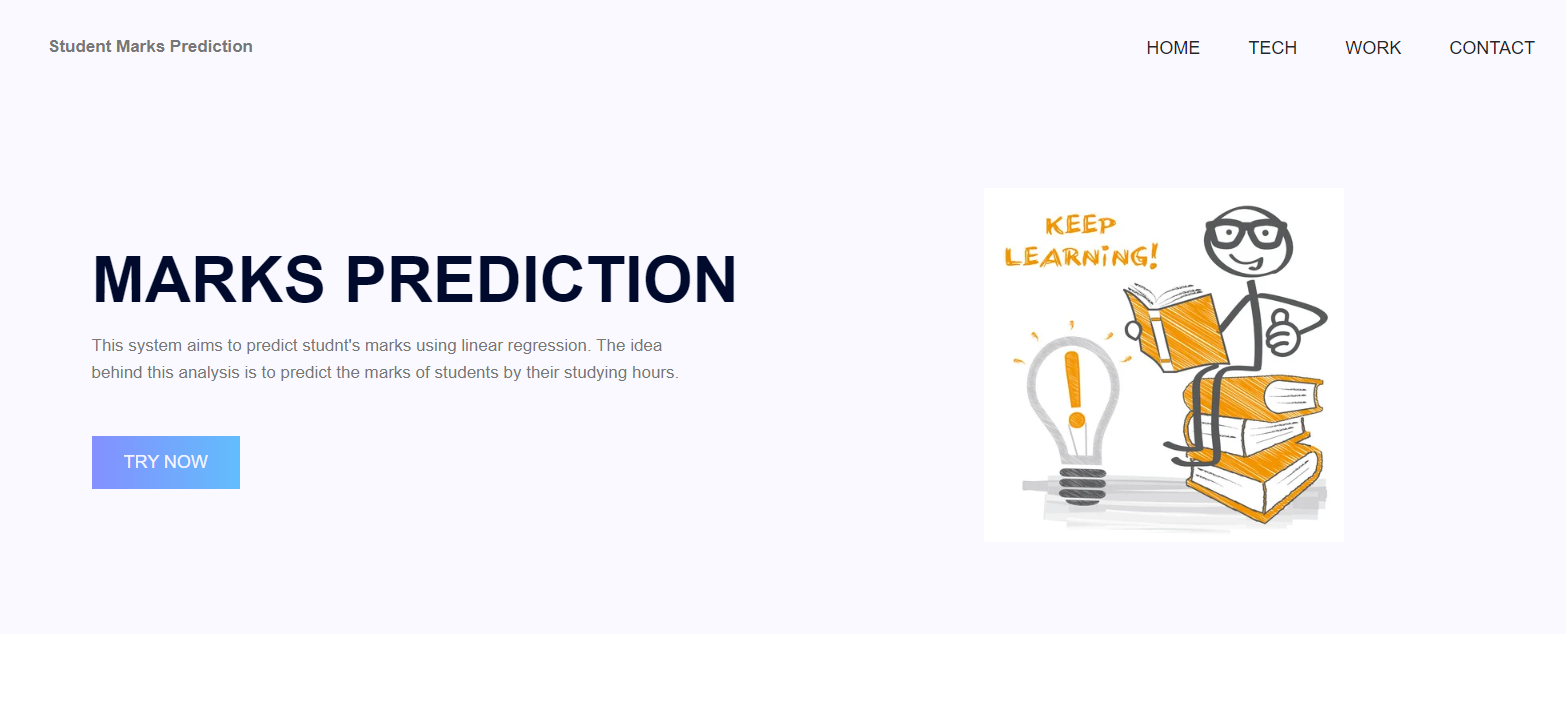 Student Marks Prediction
HOME TECH WORK CONTACT
MARKS PREDICTION
This system aims to predict studnt's marks using linear regression. The idea
behind this analysis is to predict the marks of students by their studying hours.
TRY NOW
KEEP
LEARNING!